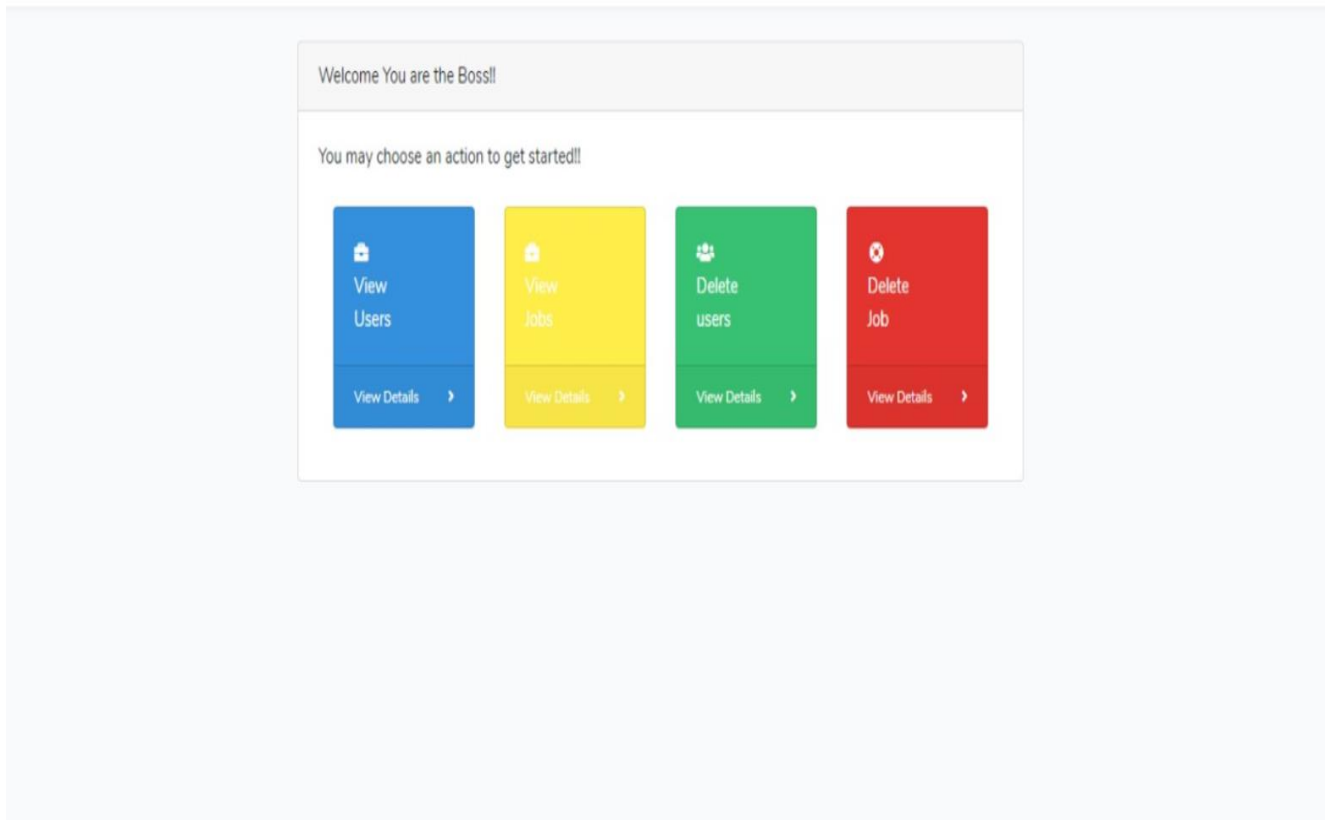 Welcome You are the Boss!!
You may choose an action to get started!!
View
Users
View Details
View
Jobs
View Details
Delete
users
View Details
Delete
Job
View Details